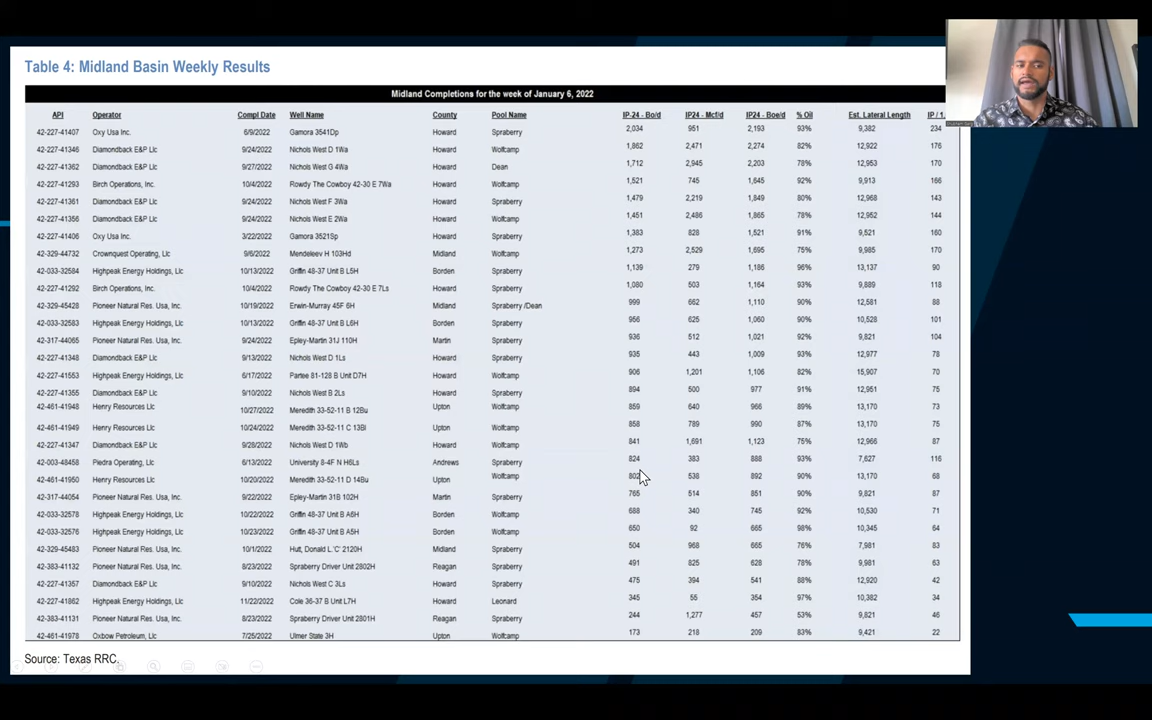 Table 4: Midland Basin Weekly Results
Midland Completions for the week of January 6, 2022
API Operator Compl Date Well Name County Pool Name IP-24 - Bo/d IP24 - Mcf/d IP24 - Boe/d % Oil Est. Lateral Length IP / 1,
42-227-41407 Oxy Usa Inc. 6/9/2022 Gamora 3541Dp Howard Spraberry 2,034 951 2,193 93% 9,382 234
42-227-41346 Diamondback E&P Llc 9/24/2022 Nichols West D 1Wa Howard Wolfcamp 1,862 2,471 2,274 82% 12,922 176
42-227-41362 Diamondback E&P Llc 9/27/2022 Nichols West G 4Wa Howard Dean 1,712 2,945 2,203 78% 12,953 170
42-227-41293 Birch Operations, Inc. 10/4/2022 Rowdy The Cowboy 42-30 E 7Wa Howard Wolfcamp 1,521 745 1,645 92% 9,913 166
42-227-41361 Diamondback E&P Llc 9/24/2022 Nichols West F 3Wa Howard Spraberry 1,479 2,219 1,849 80% 12,968 143
42-227-41356 Diamondback E&P Llc 9/24/2022 Nichols West E 2Wa Howard Wolfcamp 1,451 2,486 1,865 78% 12,952 144
42-227-41406 Oxy Usa Inc. 3/22/2022 Gamora 3521Sp Howard Spraberry 1,383 828 1,521 91% 9,521 160
42-329-44732 Crownquest Operating, Llc 9/6/2022 Mendeleev H 103Hd Midland Wolfcamp 1,273 2,529 1,695 75% 9,985 170
42-033-32584 Highpeak Energy Holdings, Llc 10/13/2022 Griffin 48-37 Unit B L5H Borden Spraberry 1,139 279 1,186 96% 13,137 90
42-227-41292 Birch Operations, Inc. 10/4/2022 Rowdy The Cowboy 42-30 E 7Ls Howard Spraberry 1,080 503 1,164 93% 9,889 118
42-329-45428 Pioneer Natural Res. Usa, Inc. 10/19/2022 Erwin-Murray 45F 6H Midland Spraberry /Dean 999 662 1,110 90% 12,581 88
42-033-32583 Highpeak Energy Holdings, Llc 10/13/2022 Griffin 48-37 Unit B L6H Borden Spraberry 956 625 1,060 90% 10,528 101
42-317-44065 Pioneer Natural Res. Usa, Inc. 9/24/2022 Epley-Martin 31J 110H Martin Spraberry 936 512 1,021 92% 9,821 104
42-227-41348 Diamondback E&P Llc 9/13/2022 Nichols West D 1Ls Howard Spraberry 935 443 1,009 93% 12,977 78
42-227-41553 Highpeak Energy Holdings, Llc 6/17/2022 Partee 81-128 B Unit D7H Howard Wolfcamp 906 1,201 1,106 82% 15,907 70
42-227-41355 Diamondback E&P Llc 9/10/2022 Nichols West B 2Ls Howard Spraberry 894 500 977 91% 12,951 75
42-461-41948 Henry Resources Llc 10/27/2022 Meredith 33-52-11 B 12Bu Upton Wolfcamp 859 640 966 89% 13,170 73
42-461-41949 Henry Resources Llc 10/24/2022 Meredith 33-52-11 C 13Bl Upton Wolfcamp 858 789 990 87% 13,170 75
42-227-41347 Diamondback E&P Llc 9/28/2022 Nichols West D 1Wb Howard Wolfcamp 841 1,691 1,123 75% 12,966 87
42-003-48458 Piedra Operating, Llc 6/13/2022 University 8-4F N H6Ls Andrews Spraberry 824 383 888 93% 7,627 116
42-461-41950 Henry Resources Llc 10/20/2022 Meredith 33-52-11 D 12Bu Upton Wolfcamp 802 538 892 90% 13,170 68
42-317-44054 Pioneer Natural Res. Usa, Inc. 9/22/2022 Epley-Martin 31B 102H Martin Spraberry 765 514 851 90% 9,821 87
42-033-32578 Highpeak Energy Holdings, Llc 10/22/2022 Griffin 48-37 Unit B A6H Borden Wolfcamp 688 340 745 92% 10,530 71
42-033-32576 Highpeak Energy Holdings, Llc 10/23/2022 Griffin 48-37 Unit B A5H Borden Wolfcamp 650 92 665 98% 10,345 64
42-329-45483 Pioneer Natural Res. Usa, Inc. 10/1/2022 Hutt, Donald L.'C' 2120H Midland Spraberry 504 968 665 76% 7,981 83
42-383-41132 Pioneer Natural Res. Usa, Inc. 8/23/2022 Spraberry Driver Unit 2802H Reagan Spraberry 491 825 628 78% 9,981 63
42-227-41357 Diamondback E&P Llc 9/10/2022 Nichols West C 3Ls Howard Spraberry 475 394 541 88% 12,920 42
42-227-41862 Highpeak Energy Holdings, Llc 11/22/2022 Cole 36-37 B Unit L7H Howard Leonard 345 55 354 97% 10,382 34
42-383-41131 Pioneer Natural Res. Usa, Inc. 8/23/2022 Spraberry Driver Unit 2801H Reagan Spraberry 244 1,277 457 53% 9,821 46
42-461-41978 Oxbow Petroleum, Llc 7/25/2022 Ulmer State 3H Upton Wolfcamp 173 218 209 83% 9,421 22
Source: Texas RRC.